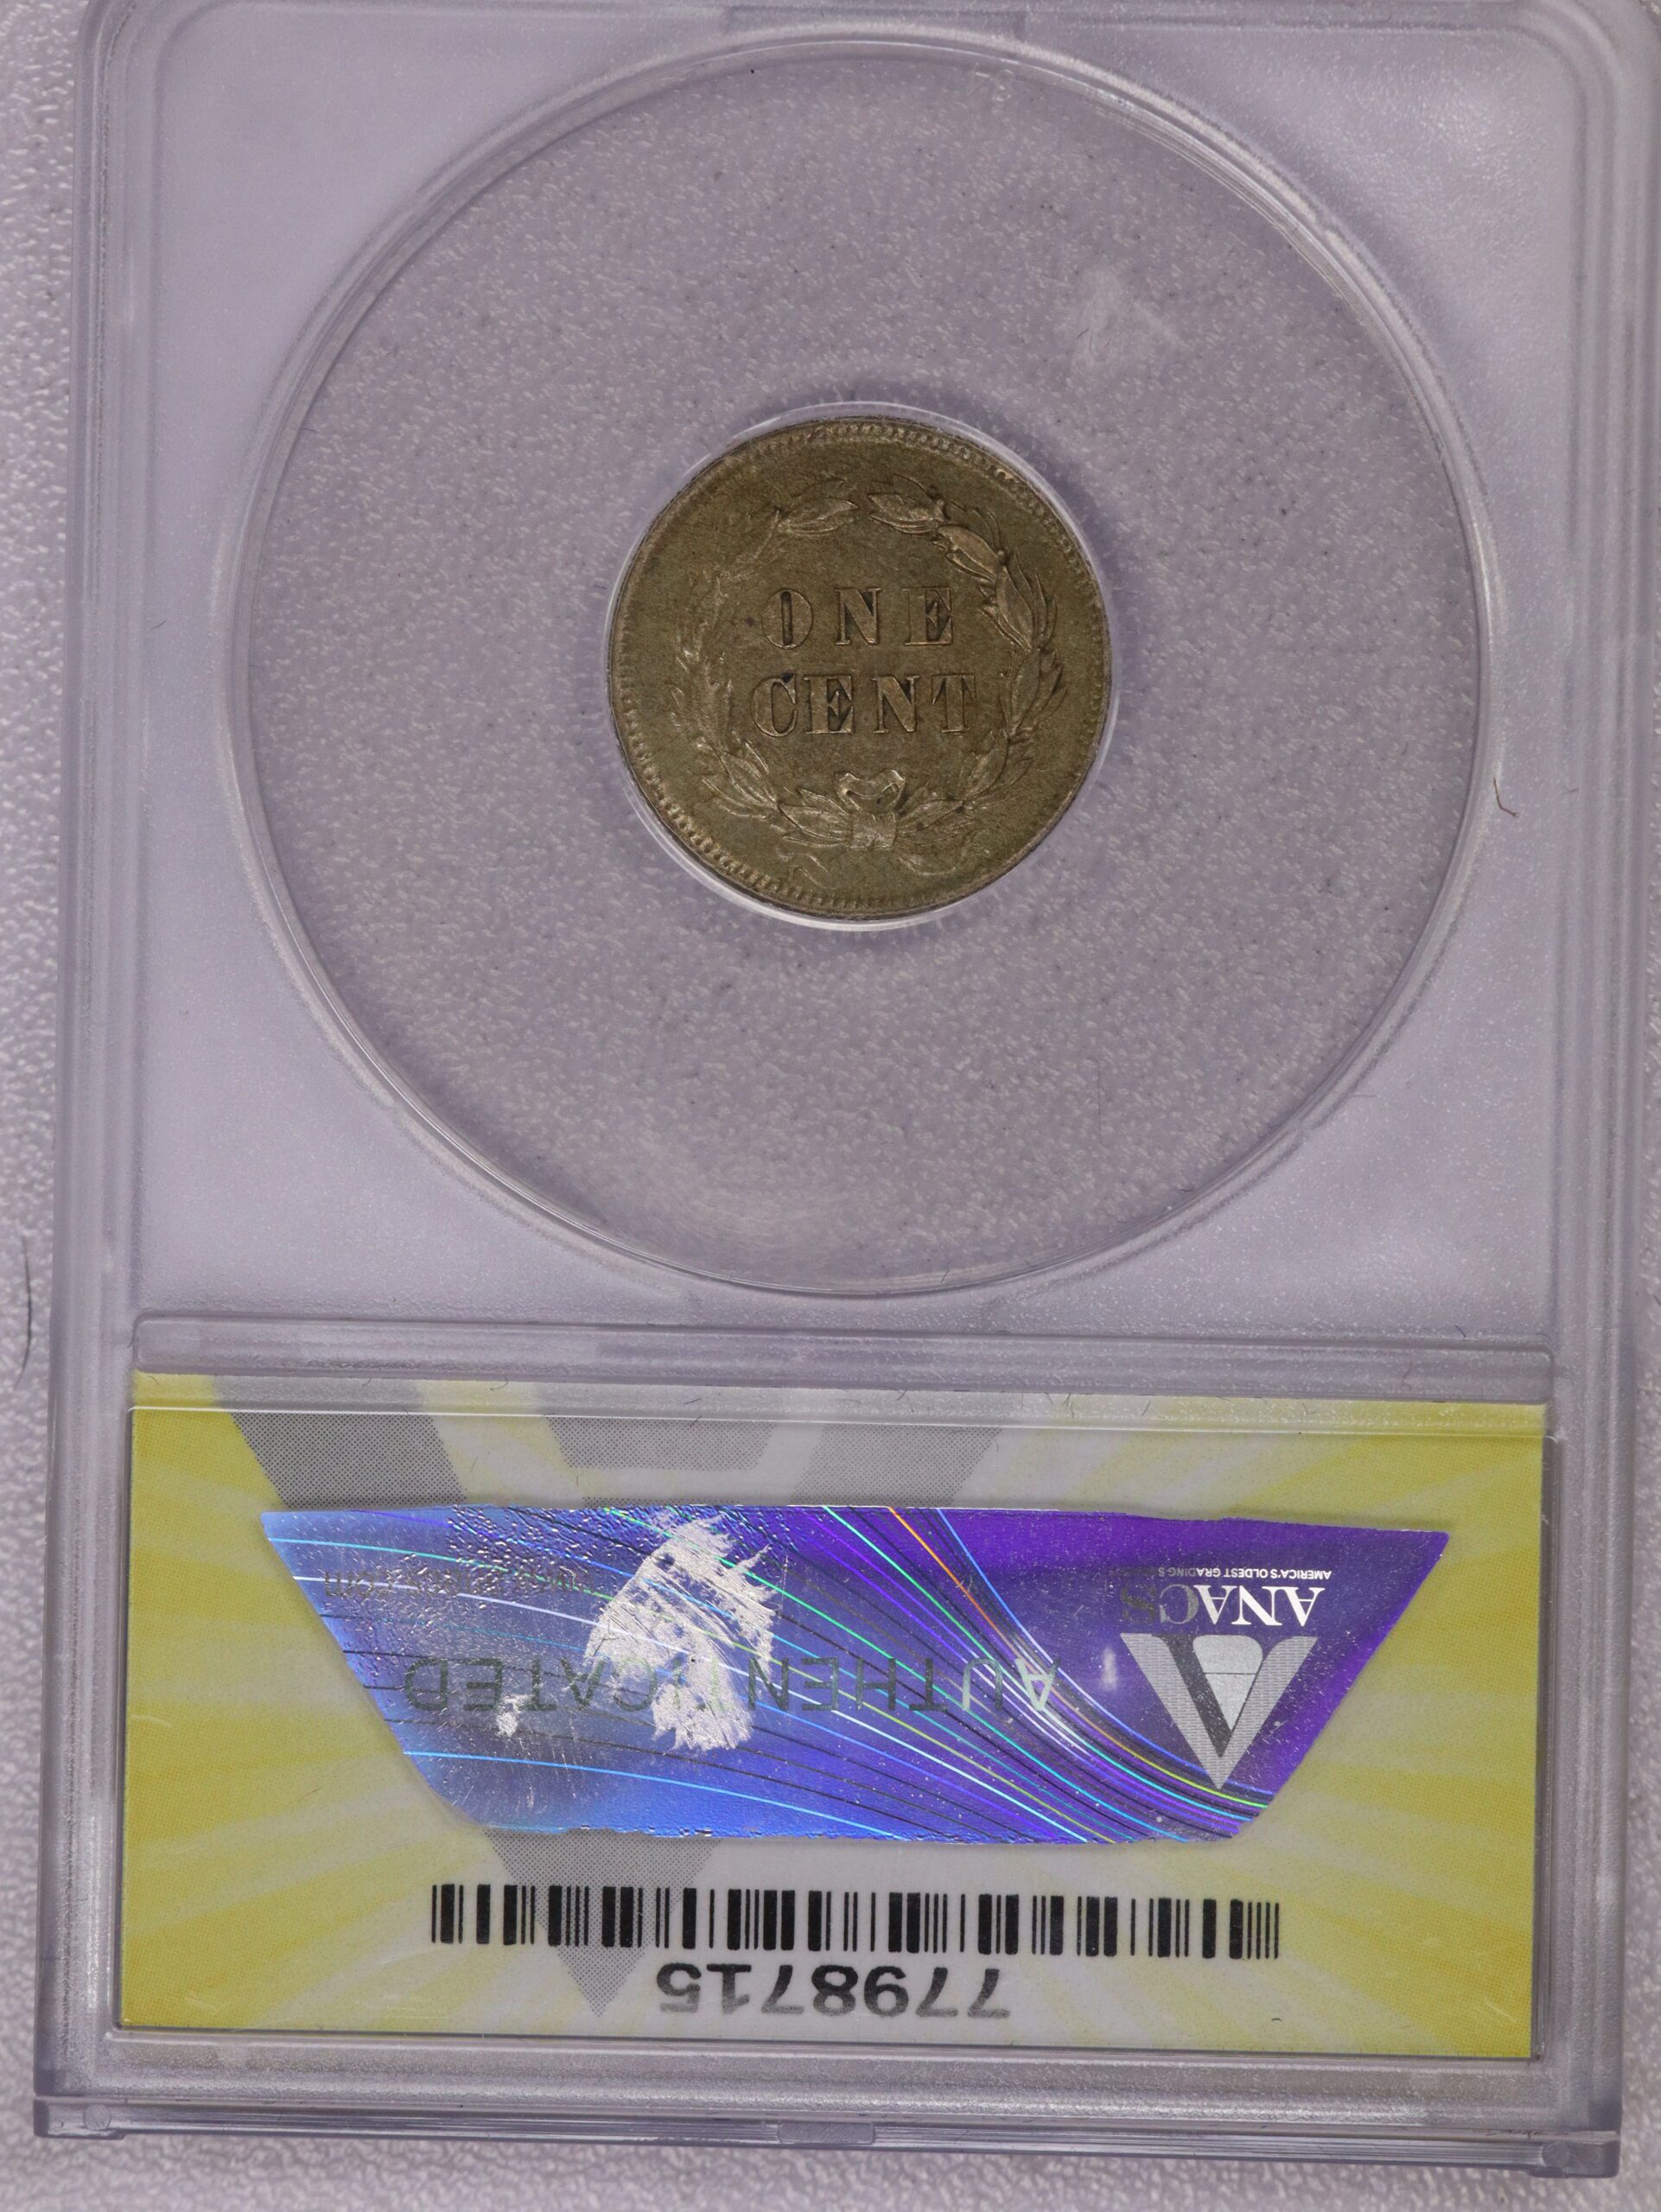 ONE
CENT
ANACS
AMERICA'S OLDEST GRADING
AUTHENTICATED
7798715